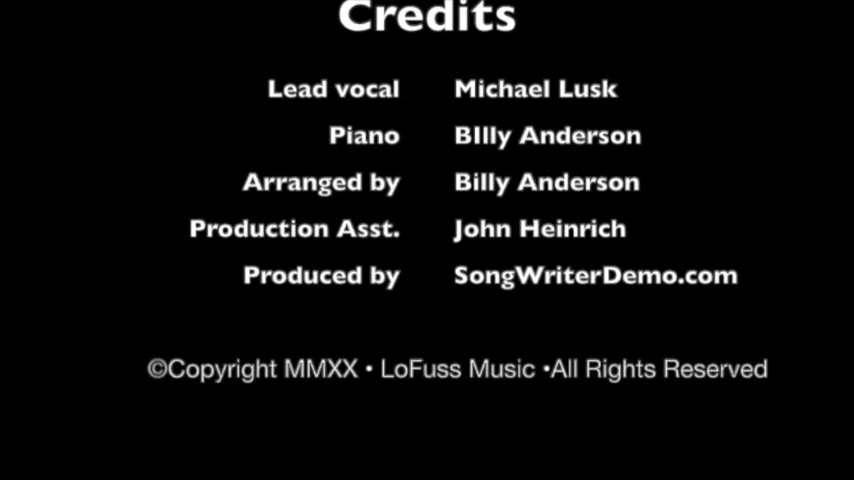 Credits
Lead vocal Michael Lusk
Piano BIlly Anderson
Arranged by Billy Anderson
Production Asst. John Heinrich
Produced by SongWriterDemo.com
©Copyright MMXX • LoFuss Music •All Rights Reserved